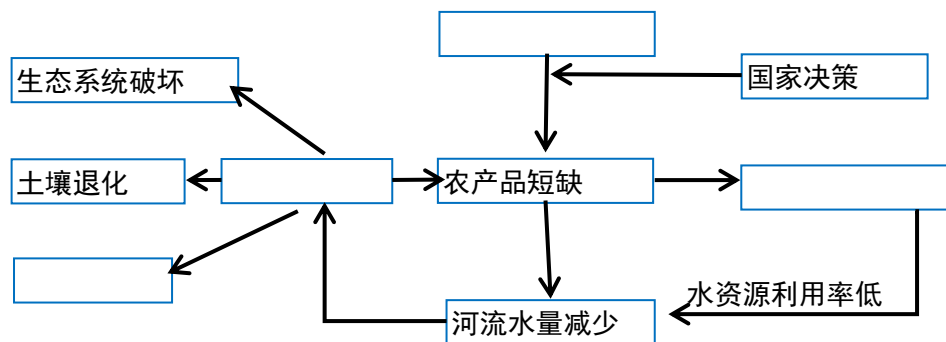 生态系统破坏
国家决策
土壤退化
农产品短缺
水资源利用率低
河流水量减少